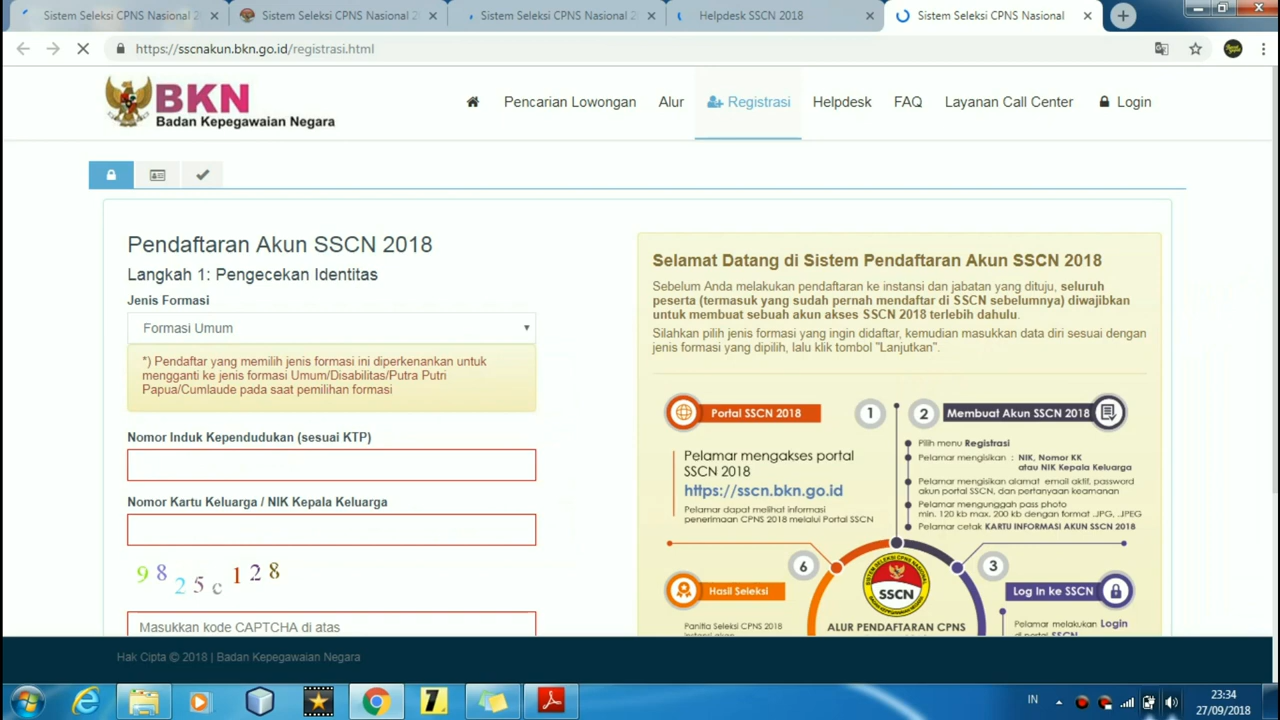 Sistema Seleksi CPNS Nasional 2
Sistem Seleksi CPNS Nasional 2
Sistem Seleksi CPNS Nasional 2
Helpdesk SSCN 2018
Sistem Seleksi CPNS Nasional
https://sscnakun.bkn.go.id/registrasi.html
BKN
Badan Kepegawaian Negara
Pencarian Lowongan
Alur
Registrasi
Helpdesk
FAQ
Layanan Call Center
Login
Pendaftaran Akun SSCN 2018
Langkah 1: Pengecekan Identitas
Jenis Formasi
Formasi Umum
*) Pendaftar yang memilih jenis formasi ini diperkenankan untuk
mengganti ke jenis formasi Umum/Disabilitas/Putra Putri
Papua/Cumlaude pada saat pemilihan formasi
Nomor Induk Kependudukan (sesuai KTP)
Nomor Kartu Keluarga / NIK Kepala Keluarga
9825c128
Masukkan kode CAPTCHA di atas
Selamat Datang di Sistem Pendaftaran Akun SSCN 2018
Sebelum Anda melakukan pendaftaran ke instansi dan jabatan yang dituju, seluruh
peserta (termasuk yang sudah pernah mendaftar di SSCN sebelumnya) diwajibkan
untuk membuat sebuah akun akses SSCN 2018 terlebih dahulu.
Silahkan pilih jenis formasi yang ingin didaftar, kemudian masukkan data diri sesuai dengan
jenis formasi yang dipilih, lalu klik tombol "Lanjutkan".
Portal SSCN 2018
1
Pelamar mengakses portal
SSCN 2018
https://sscn.bkn.go.id
Pelamar dapat melihat informasi
penerimaan CPNS 2018 melalui Portal SSCN
2
Membuat Akun SSCN 2018
Pilih menu Registrasi
Pelamar mengisikan : NIK, Nomor KK
atau NIK Kepala Keluarga
Pelamar mengisikan alamat email aktif, password
akun portal SSCN, dan pertanyaan keamanan
Pelamar mengunggah pass photo
min. 120 kb max. 200 kb dengan format .JPG, .JPEG
Pelamar cetak KARTU INFORMASI AKUN SSCN 2018
6
Hasil Seleksi
Panitia Seleksi CPNS 2018
SISTEM SELEKSI CPNS NASIONAL
SSCN
BADAN KEPEGAWAIAN NEGARA
ALUR PENDAFTARAN CPNS
3
Log In ke SSCN
Pelamar melakukan Login
di portal SSCN
Hak Cipta © 2018 | Badan Kepegawaian Negara
IN
23:34
27/09/2018